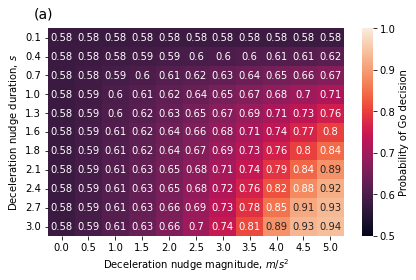 (a)
0.1 0.58 0.58 0.58 0.58 0.58 0.58 0.58 0.58 0.58 0.58 0.58
0.4 0.58 0.58 0.58 0.59 0.59 0.6 0.6 0.6 0.61 0.61 0.62
0.7 0.58 0.58 0.59 0.6 0.61 0.62 0.63 0.64 0.65 0.66 0.67
1.0 0.58 0.59 0.6 0.61 0.62 0.64 0.65 0.67 0.68 0.7 0.71
1.3 0.58 0.59 0.6 0.62 0.63 0.65 0.67 0.69 0.71 0.73 0.76
1.6 0.58 0.59 0.61 0.62 0.64 0.66 0.68 0.71 0.74 0.77 0.8
1.8 0.58 0.59 0.61 0.62 0.64 0.67 0.69 0.73 0.76 0.8 0.84
2.1 0.58 0.59 0.61 0.63 0.65 0.68 0.71 0.74 0.79 0.84 0.89
2.4 0.58 0.59 0.61 0.63 0.65 0.68 0.72 0.76 0.82 0.88 0.92
2.7 0.58 0.59 0.61 0.63 0.66 0.69 0.73 0.78 0.85 0.91 0.93
3.0 0.58 0.59 0.61 0.63 0.66 0.7 0.74 0.81 0.89 0.93 0.94
0.0 0.5 1.0 1.5 2.0 2.5 3.0 3.5 4.0 4.5 5.0
Deceleration nudge magnitude, m/s²
Deceleration nudge duration, s
1.0
0.9
0.8
0.7
0.6
0.5
Probability of Go decision